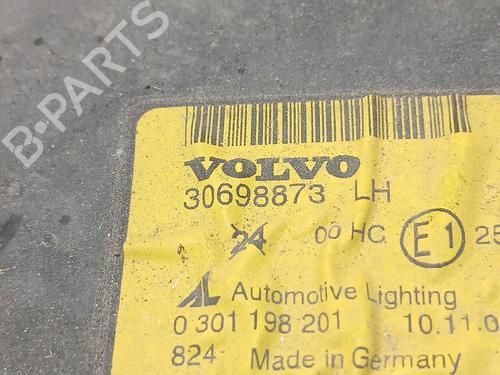 B-PARTS
VOLVO
30698873 LH
24 00 HC E1 25
AL Automotive Lighting
0 301 198 201 10.11.0
824 Made in Germany